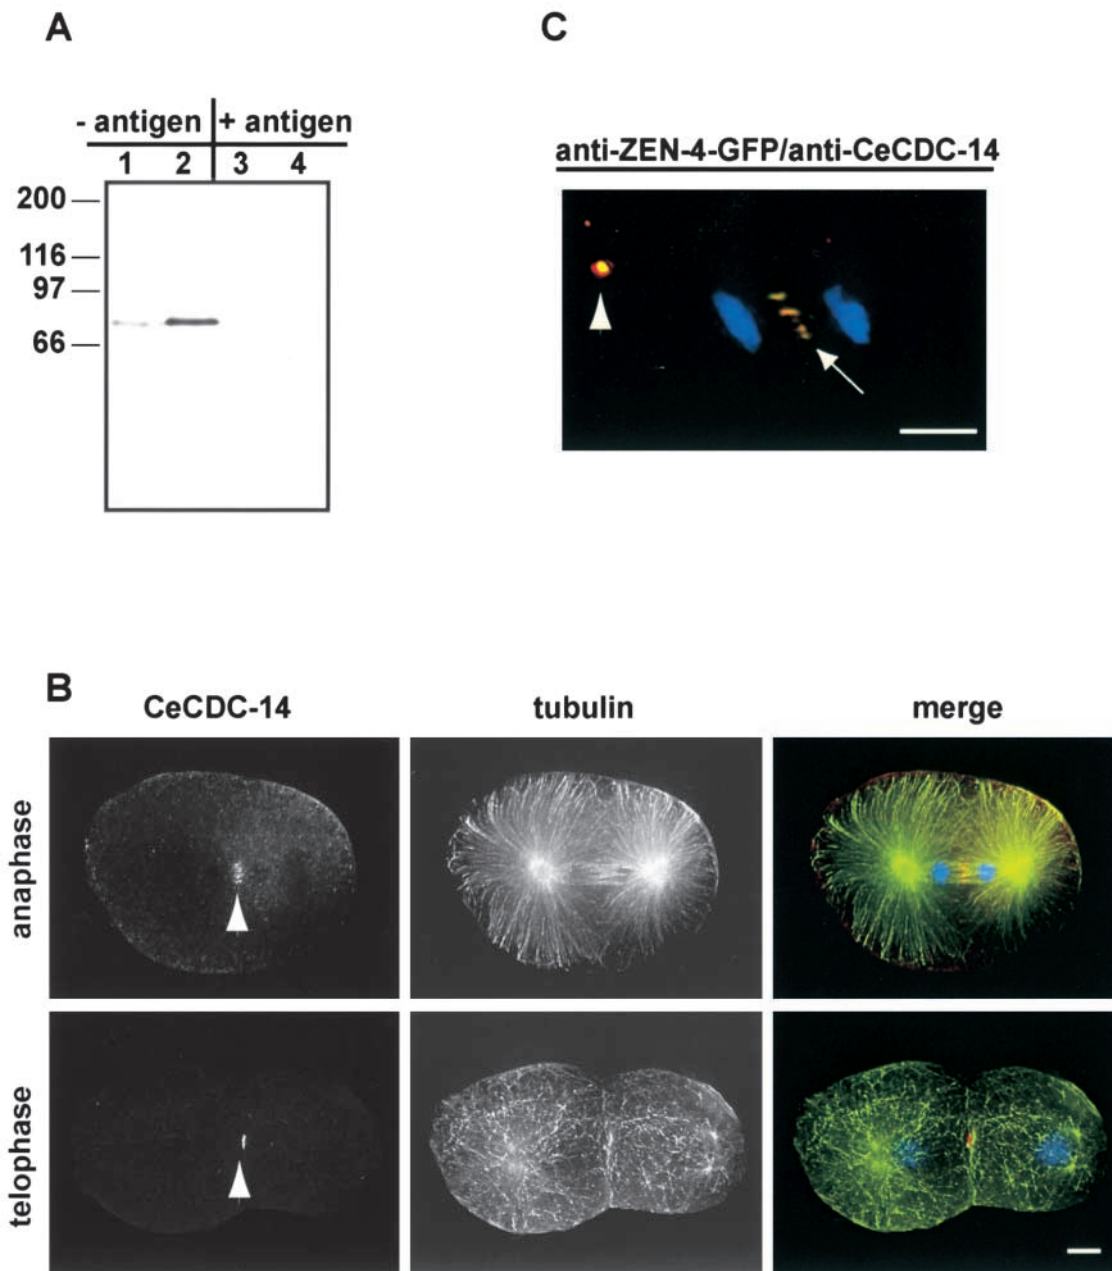 A
- antigen + antigen
1 2 3 4
200
116
97
66
C
anti-ZEN-4-GFP/anti-CeCDC-14
B
CeCDC-14 tubulin merge
anaphase
telophase